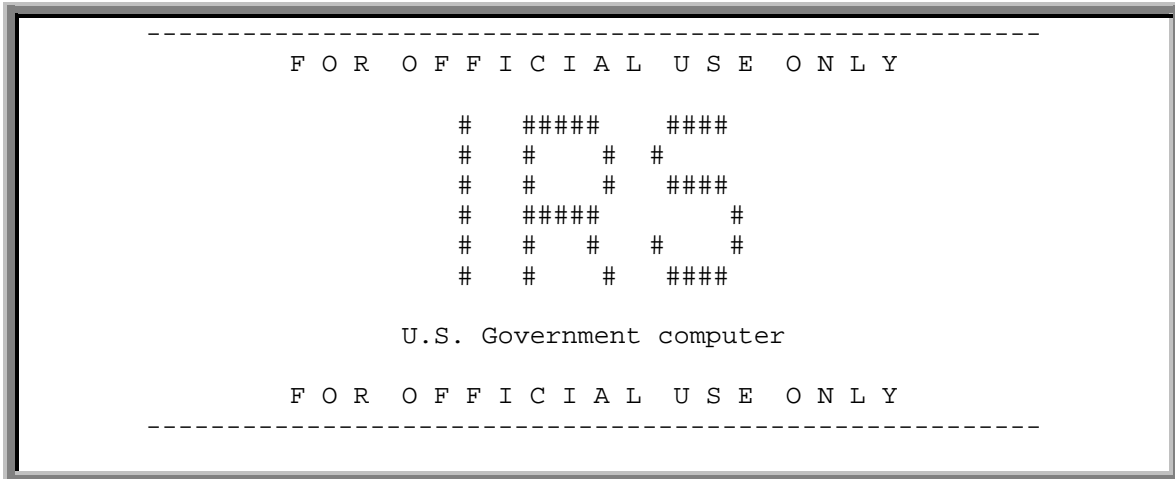 --------------------------------------------------------
F O R   O F F I C I A L   U S E   O N L Y
#   #####    ####
#   #    #  #
#   #    #   ####
#   #####        #
#   #   #   #    #
#   #    #   ####
U.S. Government computer
F O R   O F F I C I A L   U S E   O N L Y
--------------------------------------------------------